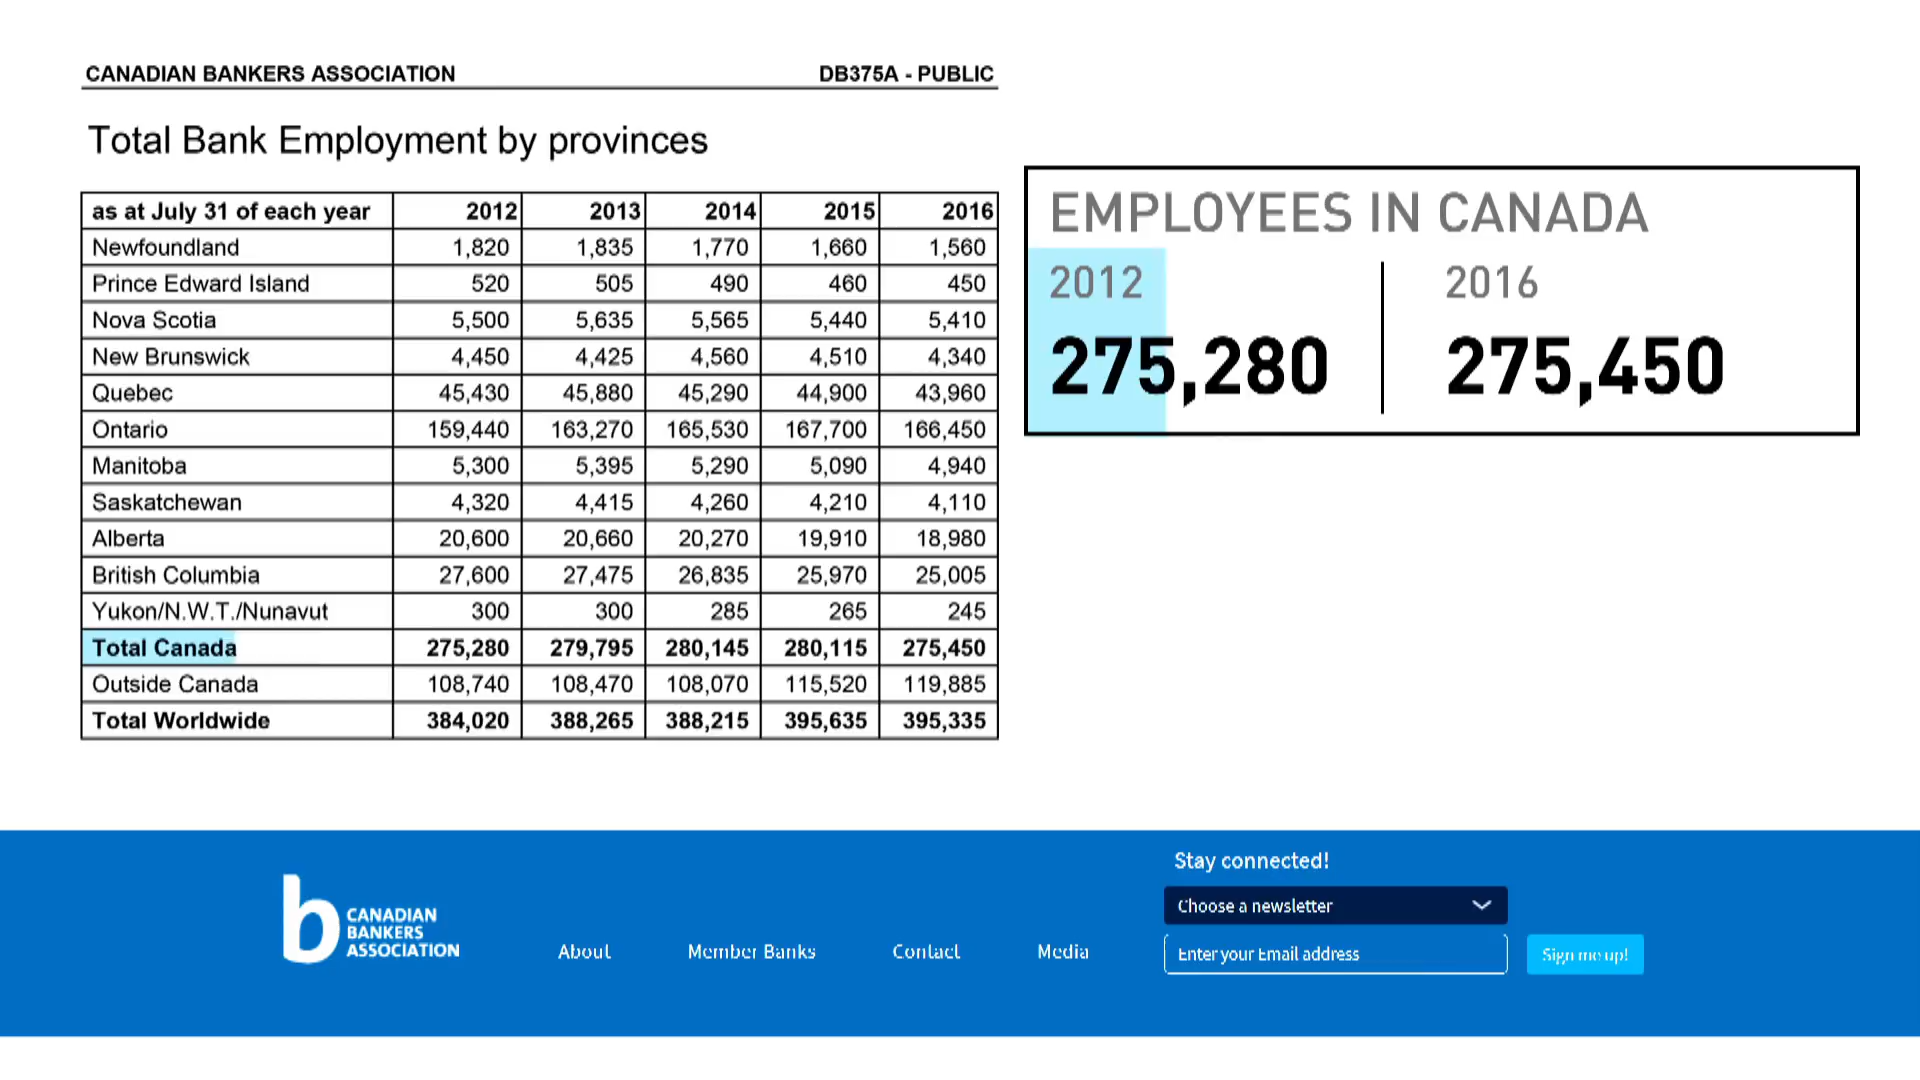 CANADIAN BANKERS ASSOCIATION DB375A - PUBLIC
Total Bank Employment by provinces
as at July 31 of each year 2012 2013 2014 2015 2016
Newfoundland 1,820 1,835 1,770 1,660 1,560
Prince Edward Island 520 505 490 460 450
Nova Scotia 5,500 5,635 5,565 5,440 5,410
New Brunswick 4,450 4,425 4,560 4,510 4,340
Quebec 45,430 45,880 45,290 44,900 43,960
Ontario 159,440 163,270 165,530 167,700 166,450
Manitoba 5,300 5,395 5,290 5,090 4,940
Saskatchewan 4,320 4,415 4,260 4,210 4,110
Alberta 20,600 20,660 20,270 19,910 18,980
British Columbia 27,600 27,475 26,835 25,970 25,005
Yukon/N.W.T./Nunavut 300 300 285 265 245
Total Canada 275,280 279,795 280,145 280,115 275,450
Outside Canada 108,740 108,470 108,070 115,520 119,885
Total Worldwide 384,020 388,265 388,215 395,635 395,335
EMPLOYEES IN CANADA
2012 2016
275,280 275,450
b CANADIAN
BANKERS
ASSOCIATION
About Member Banks Contact Media
Stay connected!
Choose a newsletter
Enter your Email address Sign me up!